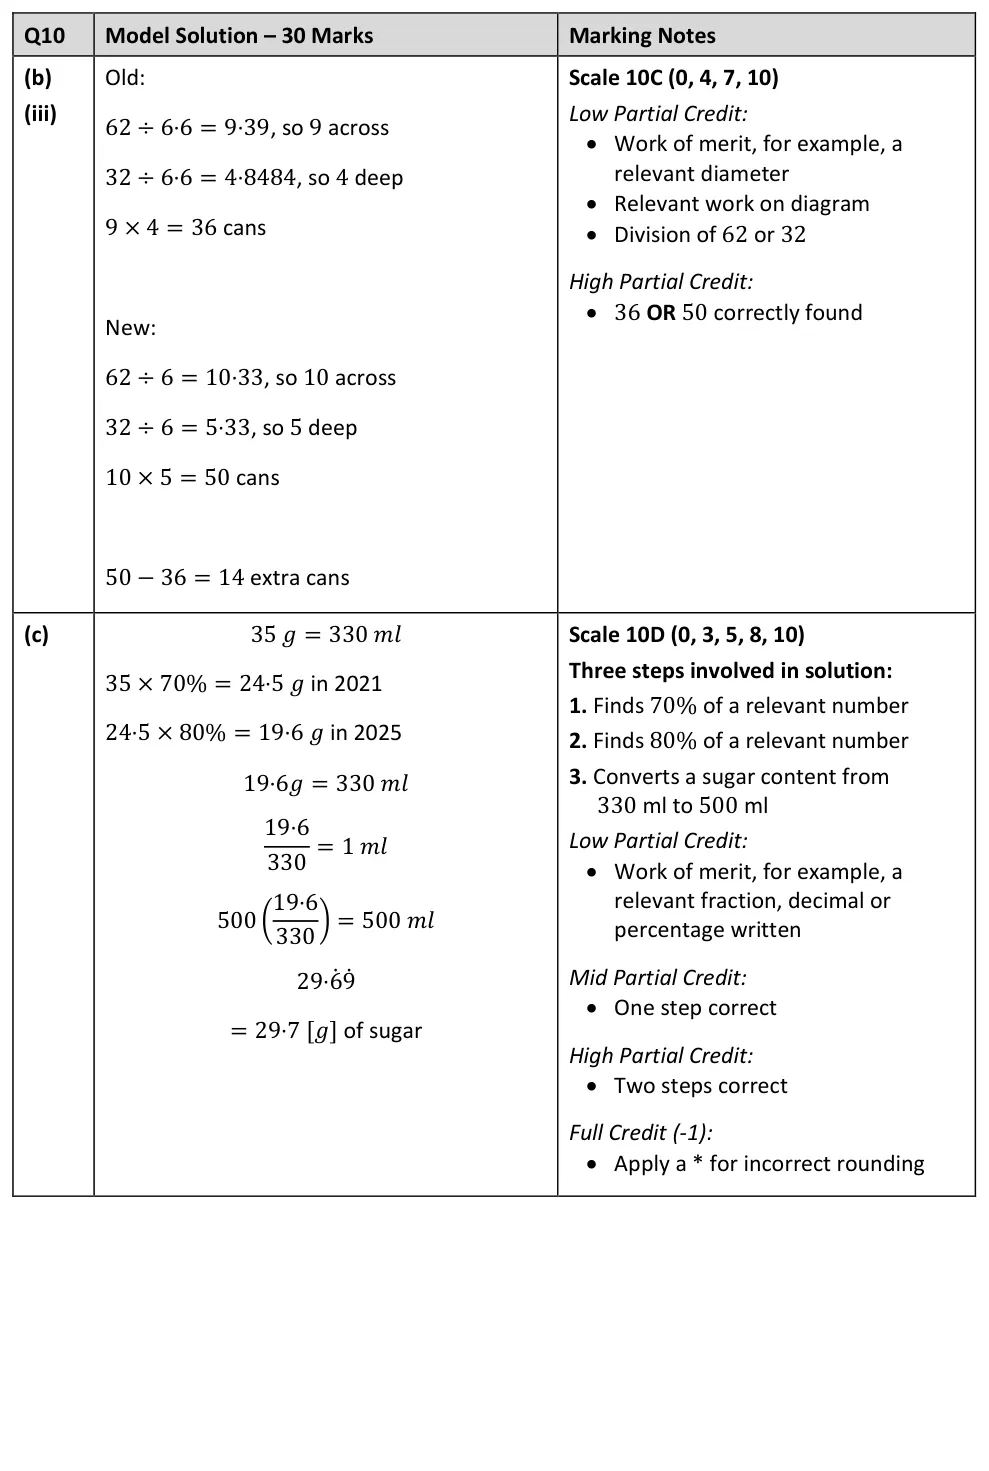 Q10 Model Solution – 30 Marks Marking Notes
(b)
(iii)
Old:
62 ÷ 6·6 = 9·39, so 9 across
32 ÷ 6·6 = 4·8484, so 4 deep
9 × 4 = 36 cans
New:
62 ÷ 6 = 10·33, so 10 across
32 ÷ 6 = 5·33, so 5 deep
10 × 5 = 50 cans
50 − 36 = 14 extra cans
Scale 10C (0, 4, 7, 10)
Low Partial Credit:
• Work of merit, for example, a
relevant diameter
• Relevant work on diagram
• Division of 62 or 32
High Partial Credit:
• 36 OR 50 correctly found
(c)
35 g = 330 ml
35 × 70% = 24·5 g in 2021
24·5 × 80% = 19·6 g in 2025
19·6g = 330 ml
19·6/330 = 1 ml
500 (19·6/330) = 500 ml
29·6̇9̇
= 29·7 [g] of sugar
Scale 10D (0, 3, 5, 8, 10)
Three steps involved in solution:
1. Finds 70% of a relevant number
2. Finds 80% of a relevant number
3. Converts a sugar content from
330 ml to 500 ml
Low Partial Credit:
• Work of merit, for example, a
relevant fraction, decimal or
percentage written
Mid Partial Credit:
• One step correct
High Partial Credit:
• Two steps correct
Full Credit (-1):
• Apply a * for incorrect rounding